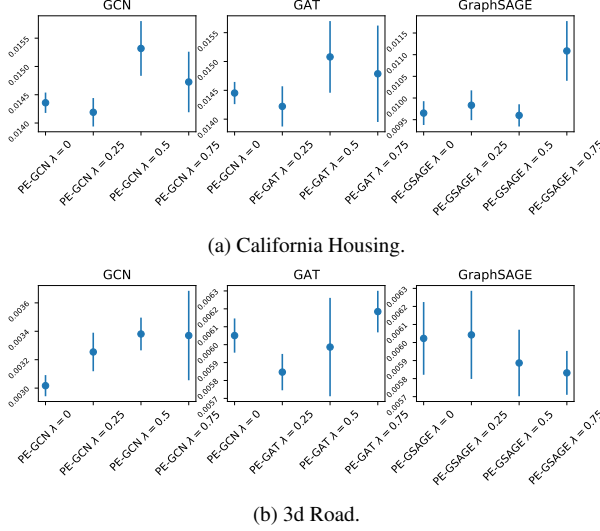 GCN
0.0155
0.0150
0.0145
0.0140
PE-GCN λ = 0
PE-GCN λ = 0.25
PE-GCN λ = 0.5
PE-GCN λ = 0.75
GAT
0.0155
0.0150
0.0145
0.0140
PE-GCN λ = 0
PE-GAT λ = 0.25
PE-GAT λ = 0.5
PE-GAT λ = 0.75
GraphSAGE
0.0115
0.0110
0.0105
0.0100
0.0095
PE-GSAGE λ = 0
PE-GSAGE λ = 0.25
PE-GSAGE λ = 0.5
PE-GSAGE λ = 0.75
(a) California Housing.
GCN
0.0036
0.0034
0.0032
0.0030
PE-GCN λ = 0
PE-GCN λ = 0.25
PE-GCN λ = 0.5
PE-GCN λ = 0.75
GAT
0.0063
0.0062
0.0061
0.0060
0.0059
0.0058
0.0057
PE-GCN λ = 0
PE-GAT λ = 0.25
PE-GAT λ = 0.5
PE-GAT λ = 0.75
GraphSAGE
0.0063
0.0062
0.0061
0.0060
0.0059
0.0058
0.0057
PE-GSAGE λ = 0
PE-GSAGE λ = 0.25
PE-GSAGE λ = 0.5
PE-GSAGE λ = 0.75
(b) 3d Road.